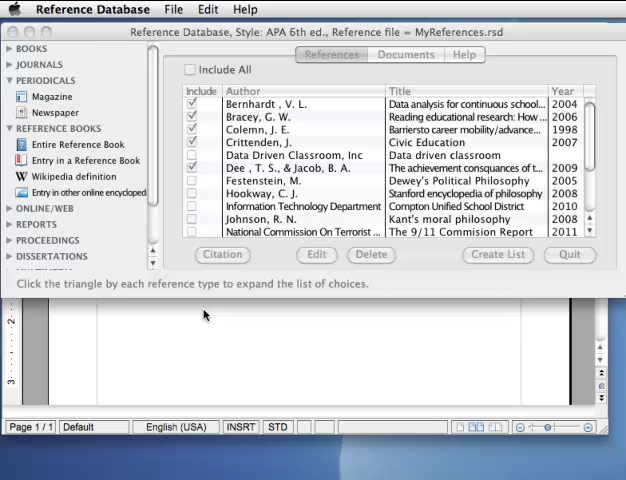 Reference Database File Edit Help
Reference Database, Style: APA 6th ed., Reference file = MyReferences.rsd
References Documents Help
Include All
BOOKS
JOURNALS
PERIODICALS
Magazine
Newspaper
REFERENCE BOOKS
Entire Reference Book
Entry in a Reference Book
Wikipedia definition
Entry in other online encycloped
ONLINE/WEB
REPORTS
PROCEEDINGS
DISSERTATIONS
Include Author Title Year
Bernhardt , V. L. Data analysis for continuous school... 2004
Bracey, G. W. Reading educational research: How ... 2006
Colemn, J. E. Barriersto career mobility/advance... 1998
Crittenden, J. Civic Education 2007
Data Driven Classroom, Inc Data driven classroom
Dee , T. S., & Jacob, B. A. The achievement consquances of t... 2009
Festenstein, M. Dewey's Political Philosophy 2005
Hookway, C. J. Stanford encyclopedia of philosophy 2008
Information Technology Department Compton Unified School District 2010
Johnson, R. N. Kant's moral philosophy 2008
National Commission On Terrorist ... The 9/11 Commision Report 2011
Citation Edit Delete Create List Quit
Click the triangle by each reference type to expand the list of choices.
2
3
Page 1 / 1 Default English (USA) INSRT STD